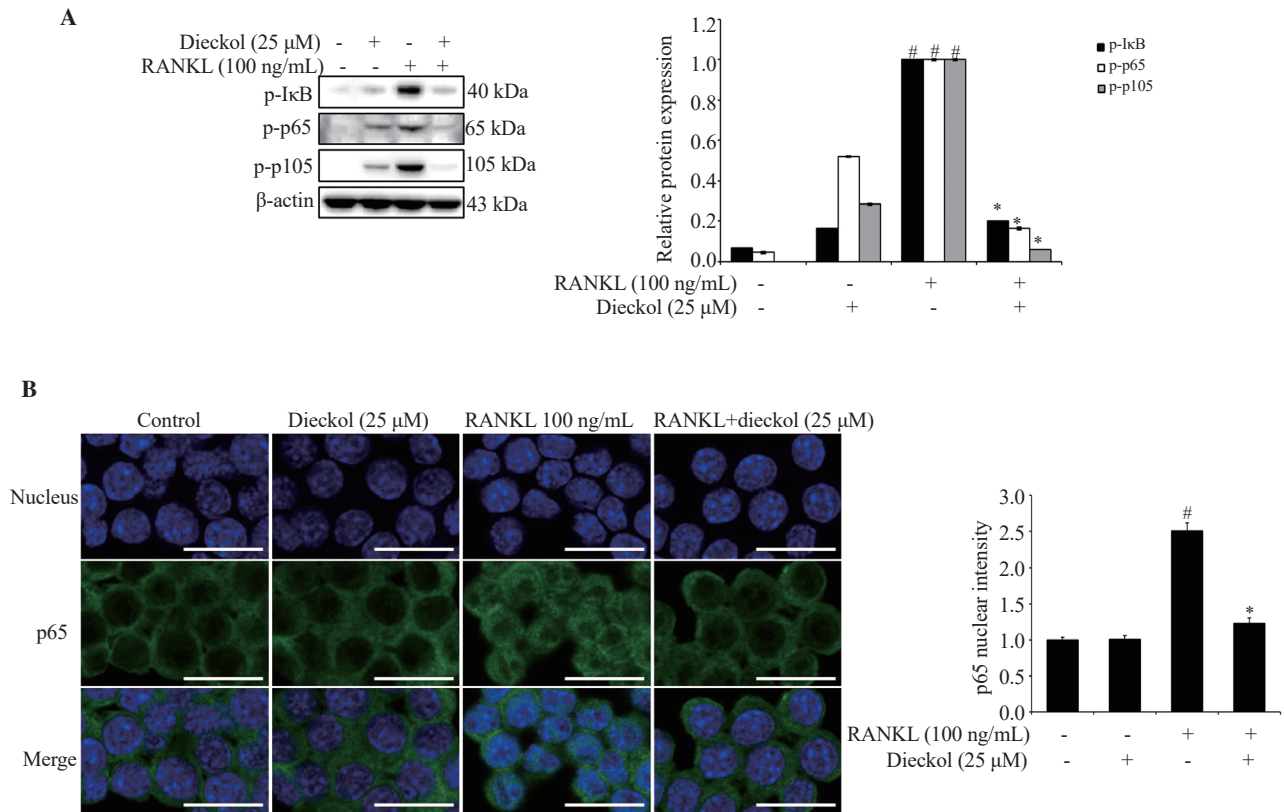 A
Dieckol (25 μM) - + - +
RANKL (100 ng/mL) - - + +
p-IκB 40 kDa
p-p65 65 kDa
p-p105 105 kDa
β-actin 43 kDa
Relative protein expression
1.2
1.0
0.8
0.6
0.4
0.2
0.0
# # #
* * *
p-IκB
p-p65
p-p105
RANKL (100 ng/mL) - - + +
Dieckol (25 μM) - + - +
B
Control Dieckol (25 μM) RANKL 100 ng/mL RANKL+dieckol (25 μM)
Nucleus
p65
Merge
p65 nuclear intensity
3.0
2.5
2.0
1.5
1.0
0.5
0.0
#
*
RANKL (100 ng/mL) - - + +
Dieckol (25 μM) - + - +